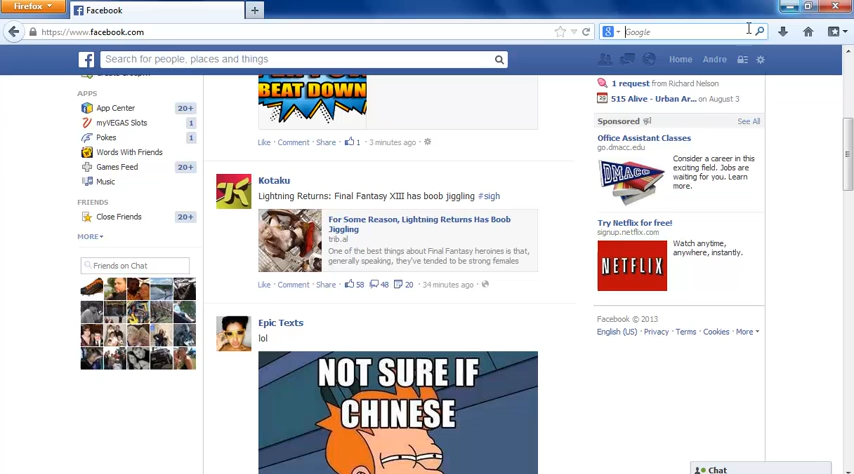 Firefox
Facebook
https://www.facebook.com
Google
Search for people, places and things
Home
Andre
APPS
App Center 20+
myVEGAS Slots 1
Pokes 1
Words With Friends
Games Feed 20+
Music
FRIENDS
Close Friends 20+
MORE
Friends on Chat
BEAT DOWN
Like · Comment · Share · 1 · 3 minutes ago ·
Kotaku
Lightning Returns: Final Fantasy XIII has boob jiggling #sigh
For Some Reason, Lightning Returns Has Boob
Jiggling
trib.al
One of the best things about Final Fantasy heroines is that,
generally speaking, they've tended to be strong females
Like · Comment · Share · 58 48 20 · 34 minutes ago ·
Epic Texts
lol
NOT SURE IF
CHINESE
1 request from Richard Nelson
515 Alive - Urban Ar... on August 3
Sponsored
See All
Office Assistant Classes
go.dmacc.edu
DMACC
Consider a career in this
exciting field. Jobs are
waiting for you. Learn
more.
Try Netflix for free!
signup.netflix.com
NETFLIX
Watch anytime,
anywhere, instantly.
Facebook © 2013
English (US) · Privacy · Terms · Cookies · More
Chat